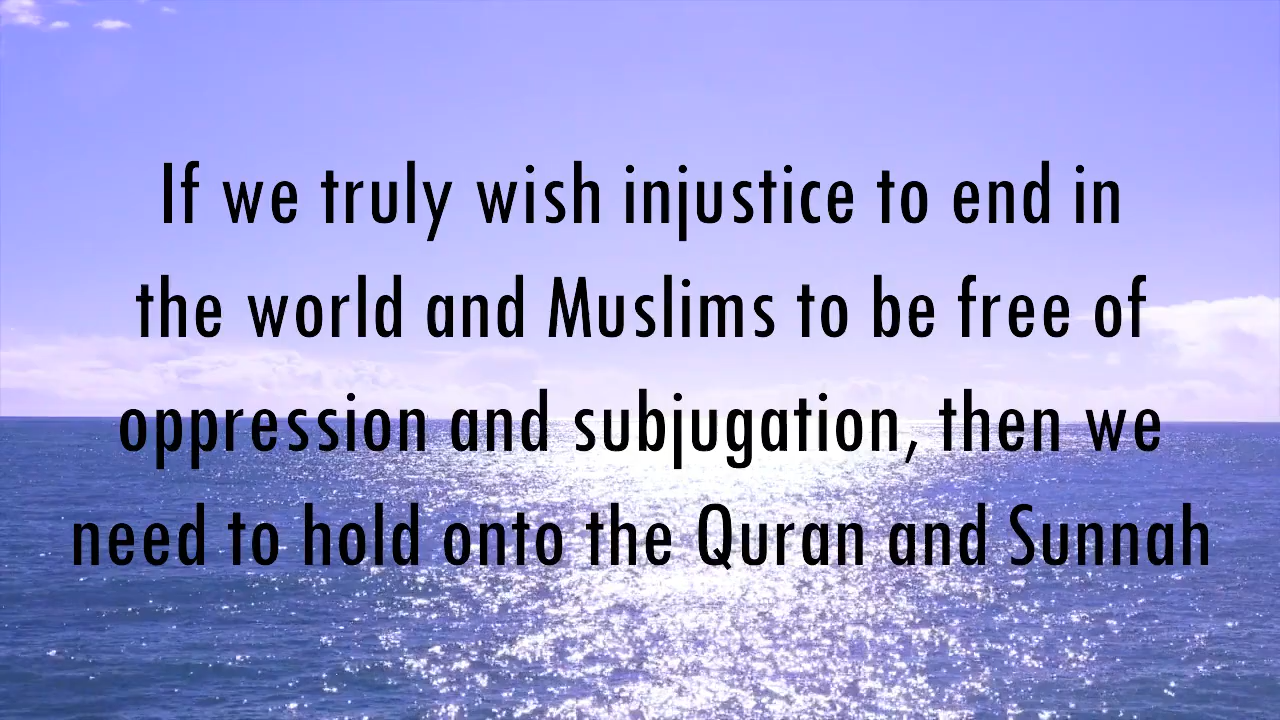 If we truly wish injustice to end in
the world and Muslims to be free of
oppression and subjugation, then we
need to hold onto the Quran and Sunnah